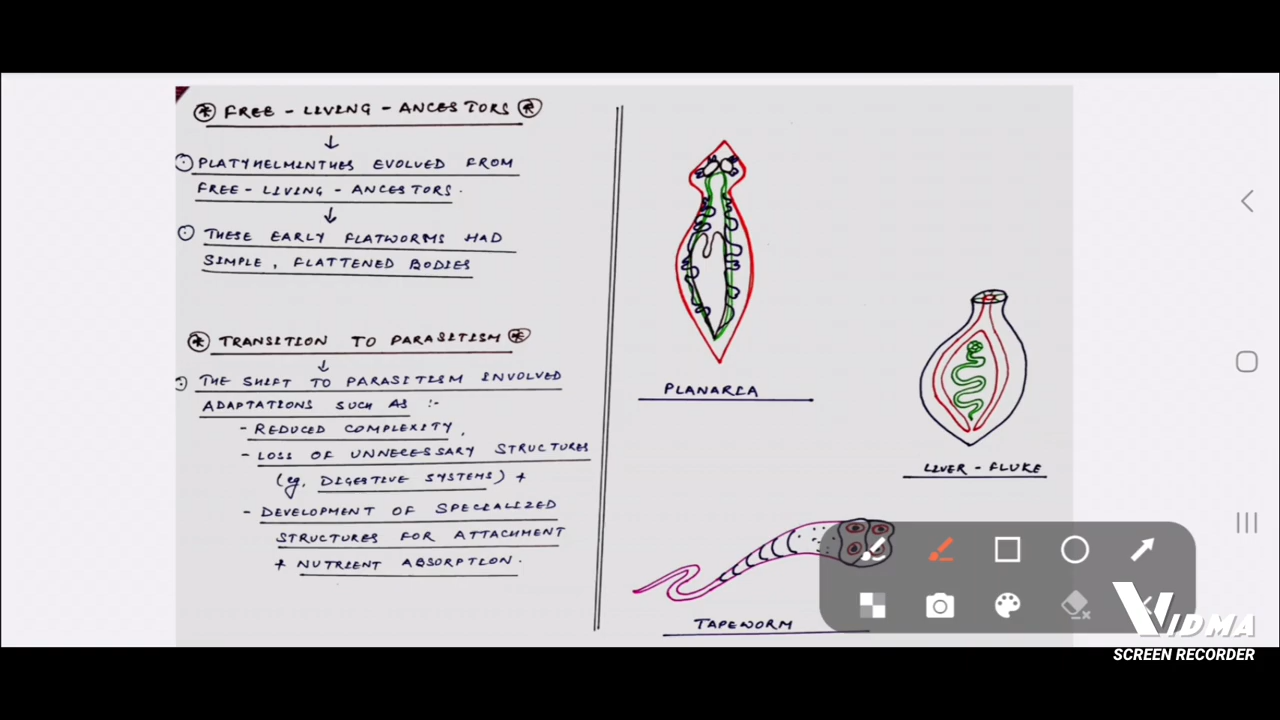 * FREE - LIVING - ANCESTORS *
PLATYHELMINTHES EVOLVED FROM
FREE - LIVING - ANCESTORS.
THESE EARLY FLATWORMS HAD
SIMPLE, FLATTENED BODIES
* TRANSITION TO PARASITISM *
THE SHIFT TO PARASITISM INVOLVED
ADAPTATIONS SUCH AS :-
- REDUCED COMPLEXITY,
- LOSS OF UNNECESSARY STRUCTURES
(eg, DIGESTIVE SYSTEMS) +
- DEVELOPMENT OF SPECIALIZED
STRUCTURES FOR ATTACHMENT
+ NUTRIENT ABSORPTION.
PLANARIA
LIVER - FLUKE
TAPEWORM
VIDMA
SCREEN RECORDER